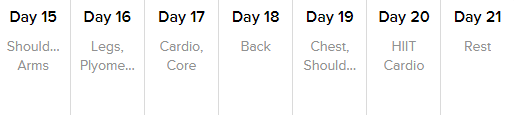 Day 15 Day 16 Day 17 Day 18 Day 19 Day 20 Day 21
Should... Legs, Cardio, Back Chest, HIIT Rest
Arms Plyome... Core Should... Cardio